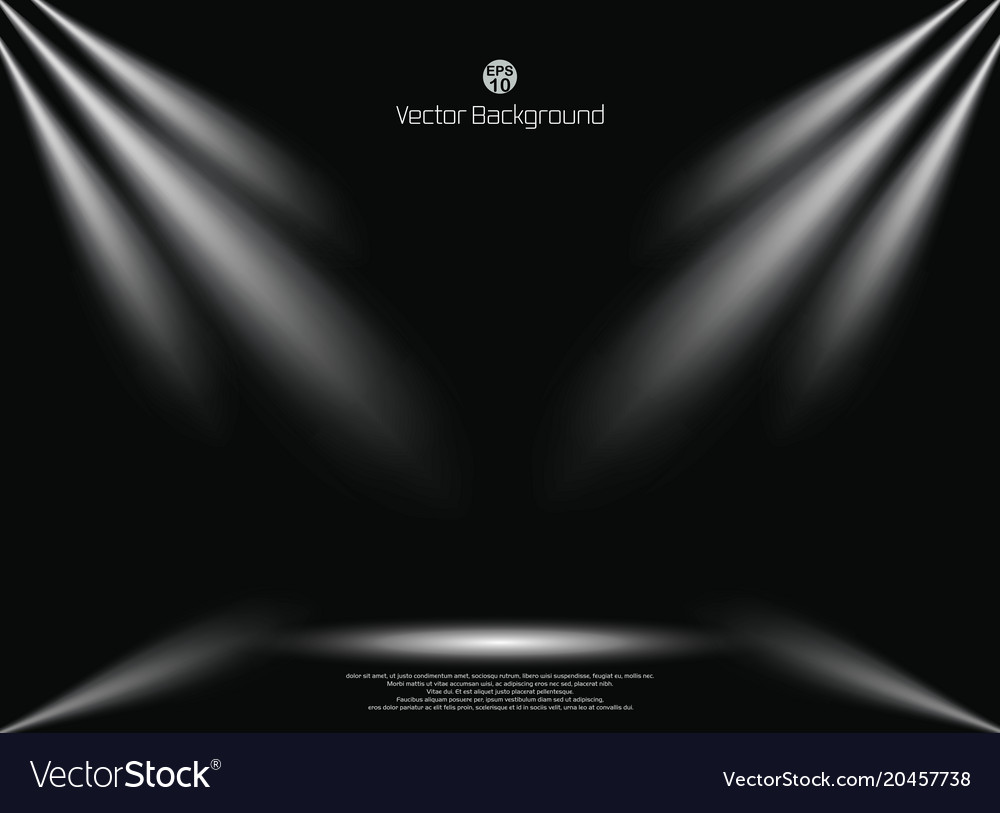 EPS
10
Vector Background
dolor sit amet, ut justo condimentum amet, sociosqu rutrum, libero wisi suspendisse, feugiat eu, mollis nec.
Morbi mattis ut vitae accumsan wisi, ac adipiscing eros nec sed, placerat nibh.
Vitae dui. Et est aliquet justo placerat pellentesque.
Faucibus aliquam posuere per, ipsum vestibulum diam sed ut adipiscing,
eros dolor pariatur ac elit felis proin, scelerisque et id in sociis velit, urna leo at convallis dui.
VectorStock®
VectorStock.com/20457738